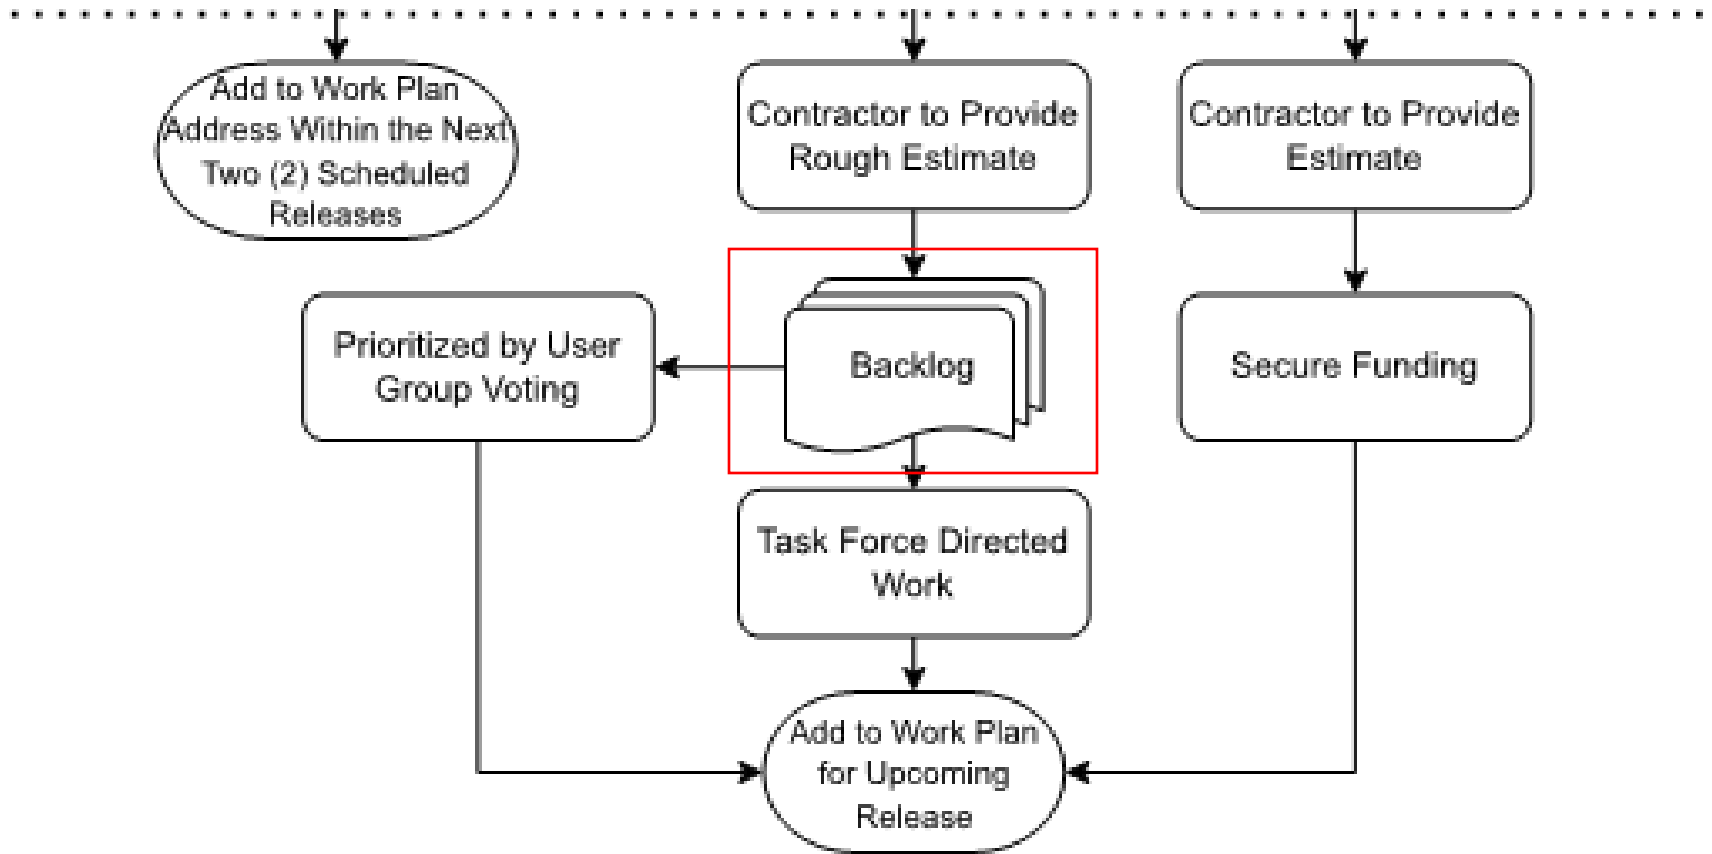 Add to Work Plan
Address Within the Next
Two (2) Scheduled
Releases
Contractor to Provide
Rough Estimate
Contractor to Provide
Estimate
Prioritized by User
Group Voting
Backlog
Secure Funding
Task Force Directed
Work
Add to Work Plan
for Upcoming
Release